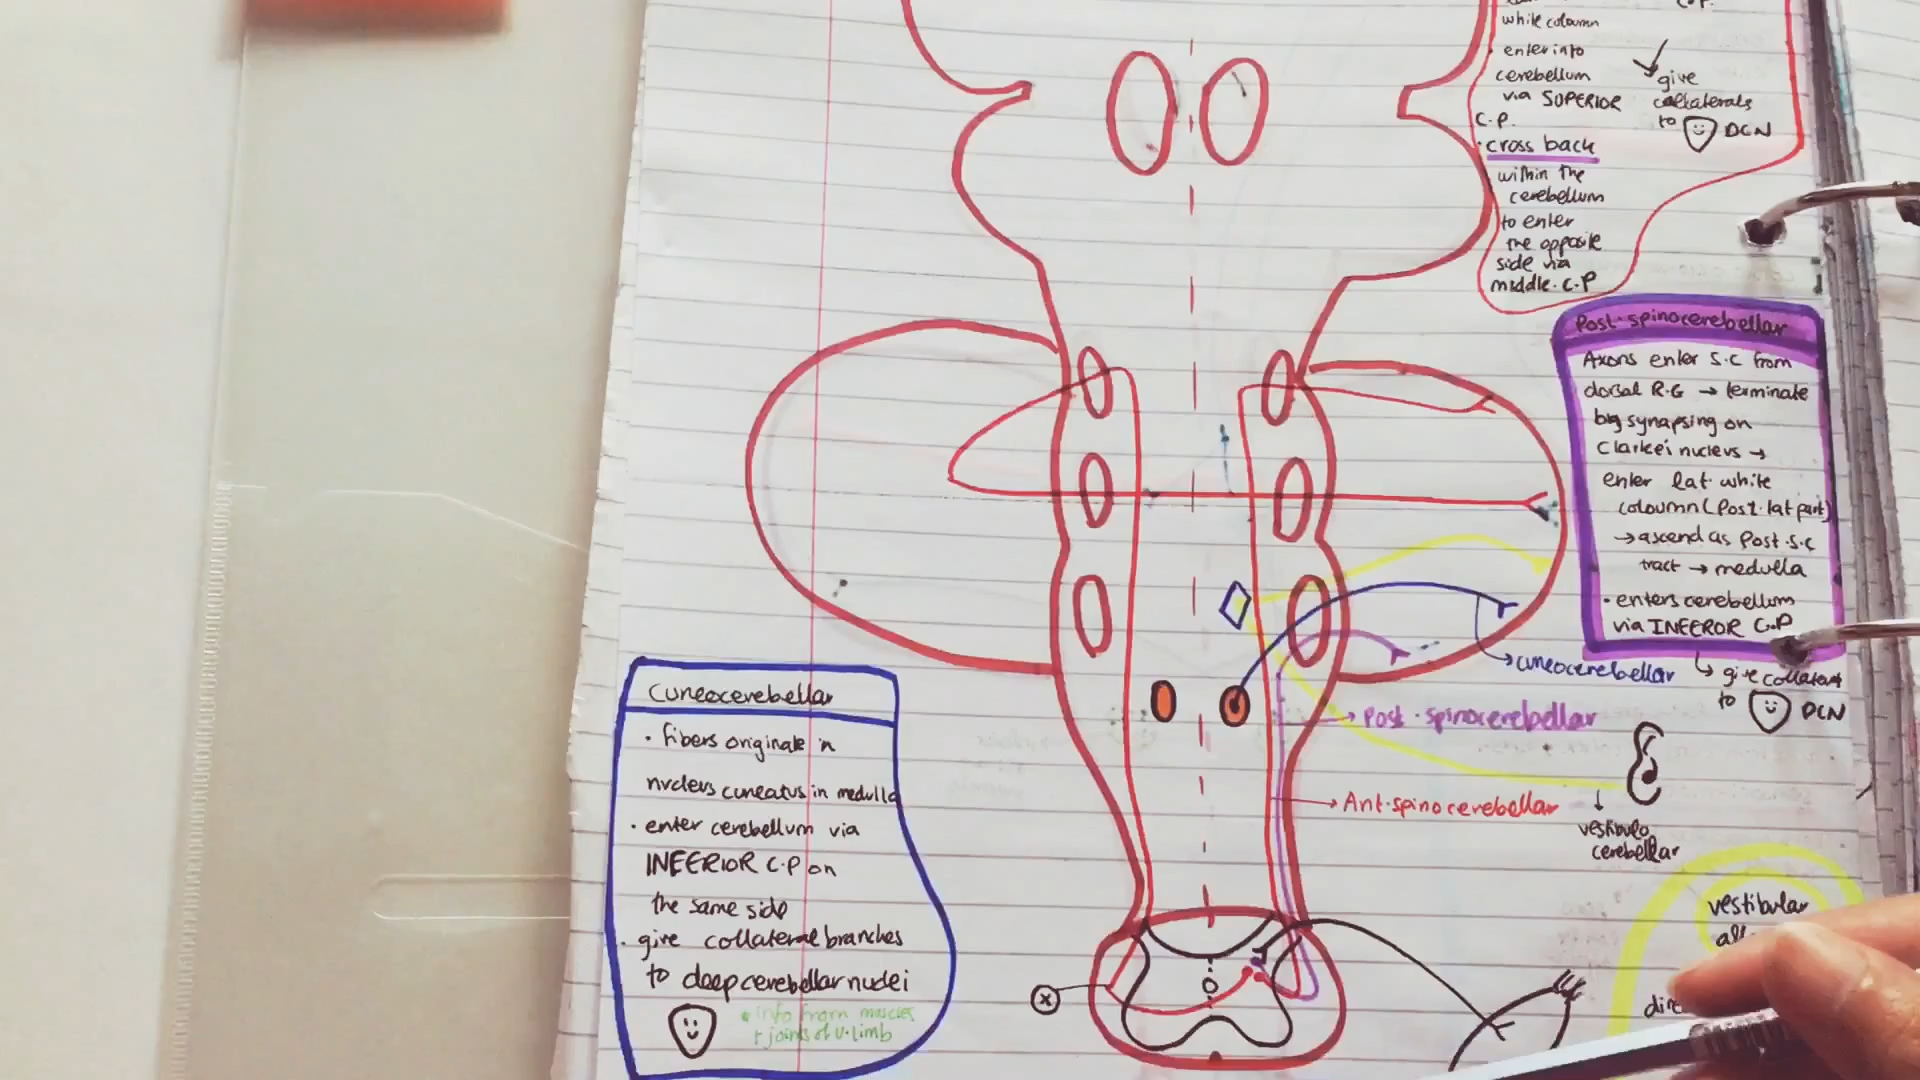 white coloumn
C.P.
• enter into
cerebellum
via SUPERIOR
C.P.
give
collaterals
to DCN
• cross back
within the
cerebellum
to enter
the opposite
side via
middle. C.P
Post. spinocerebellar
Axons enter S.C from
dorsal R.G → terminate
by synapsing on
Clarke's nucleus →
enter lat. white
coloumn (Post. lat part)
→ ascend as Post. S.C
tract → medulla
• enters cerebellum
via INFEROR C.P
↳ give collateral
to DCN
→ cuneocerebellar
→ Post. spinocerebellar
→ Ant. spinocerebellar
vestibulo
cerebellar
Cuneocerebellar
• fibers originate in
nucleus cuneatus in medulla
• enter cerebellum via
INFERIOR C.P on
the same side
• give collateral branches
to deep cerebellar nuclei
* info from muscles
+ joints of U. limb
vestibular